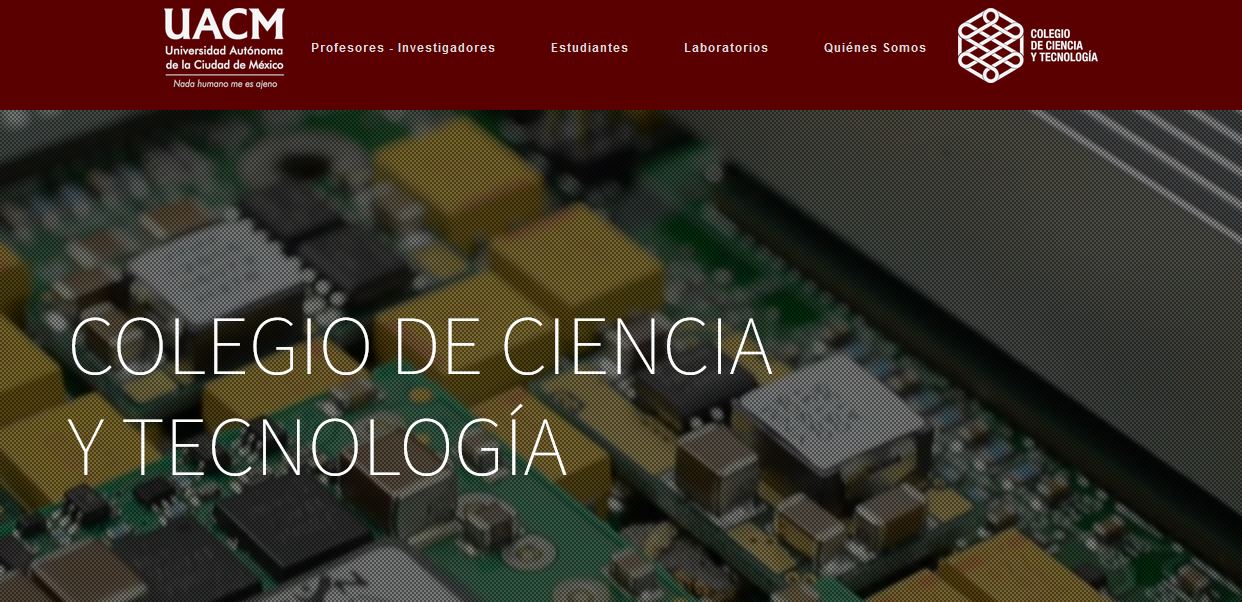 UACM
Universidad Autónoma
de la Ciudad de México
Nada humano me es ajeno
Profesores - Investigadores
Estudiantes
Laboratorios
Quiénes Somos
COLEGIO
DE CIENCIA
Y TECNOLOGÍA
COLEGIO DE CIENCIA
Y TECNOLOGÍA